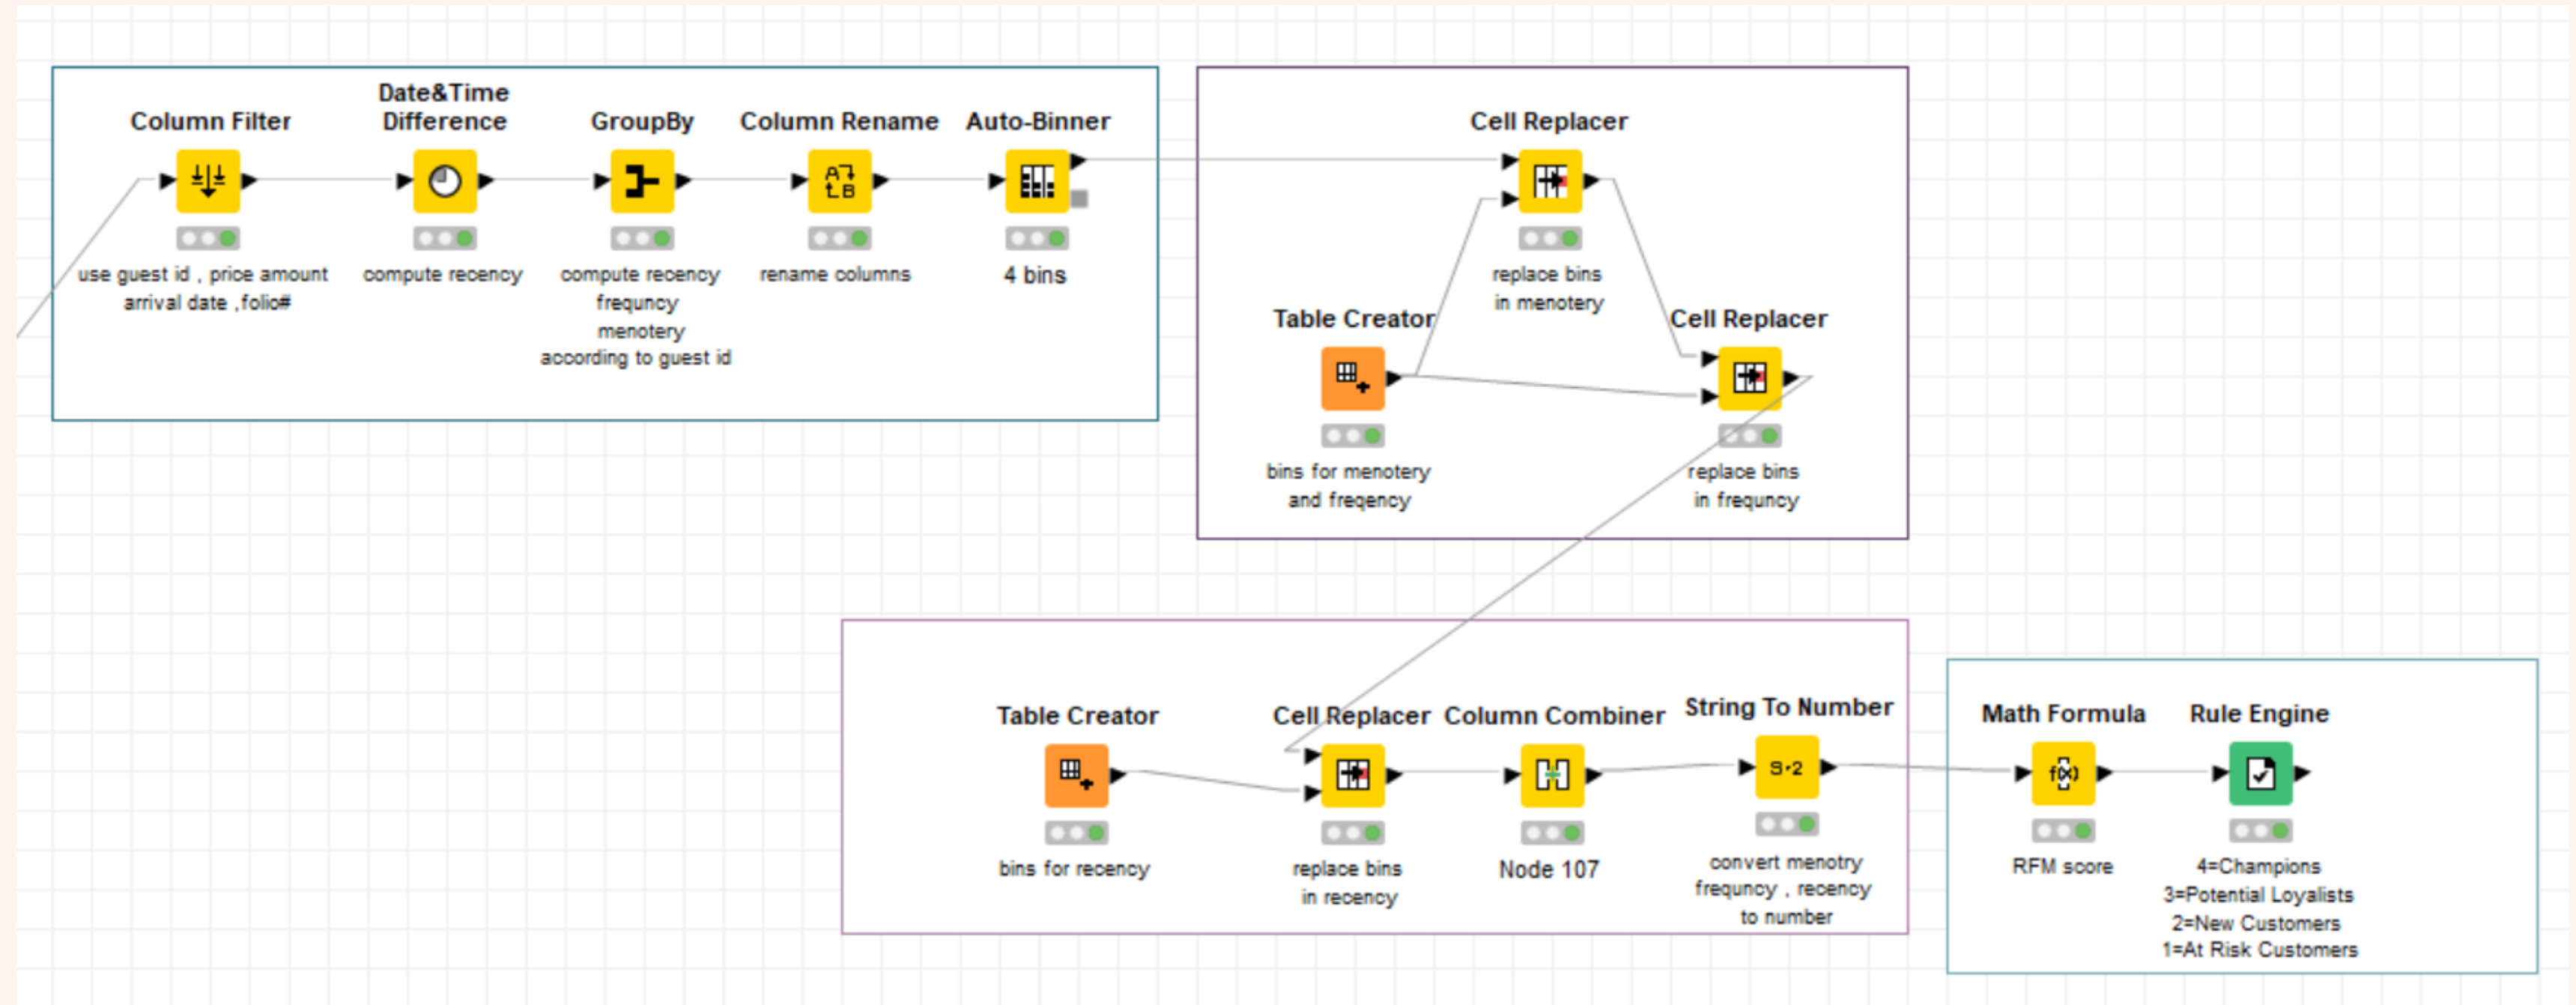 Column Filter
use guest id , price amount
arrival date ,folio#
Date&Time
Difference
compute recency
GroupBy
compute recency
frequncy
menotery
according to guest id
Column Rename
A
B
rename columns
Auto-Binner
4 bins
Cell Replacer
replace bins
in menotery
Table Creator
bins for menotery
and freqency
Cell Replacer
replace bins
in frequncy
Table Creator
bins for recency
Cell Replacer
replace bins
in recency
Column Combiner
Node 107
String To Number
S·2
convert menotry
frequncy , recency
to number
Math Formula
f(x)
RFM score
Rule Engine
4=Champions
3=Potential Loyalists
2=New Customers
1=At Risk Customers